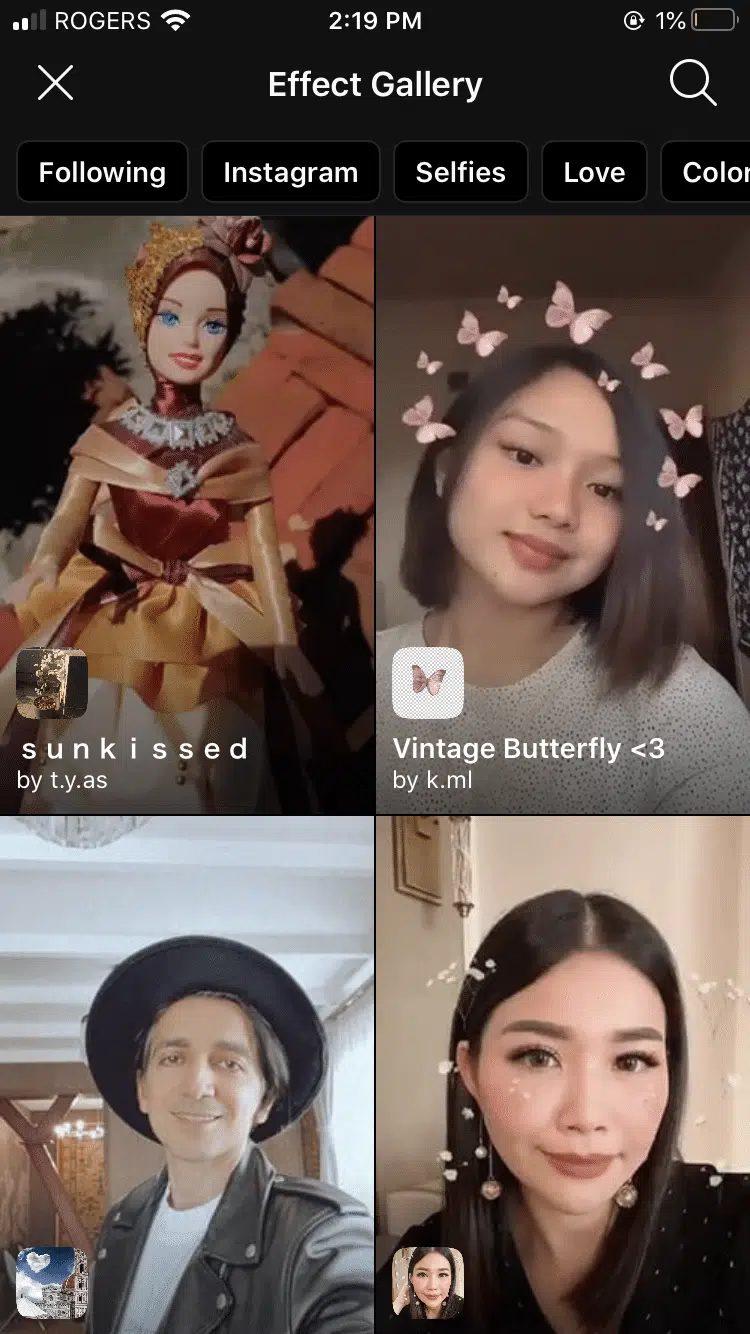 ROGERS 2:19 PM 1%
Effect Gallery
Following Instagram Selfies Love Color
s u n k i s s e d
by t.y.as
Vintage Butterfly <3
by k.ml